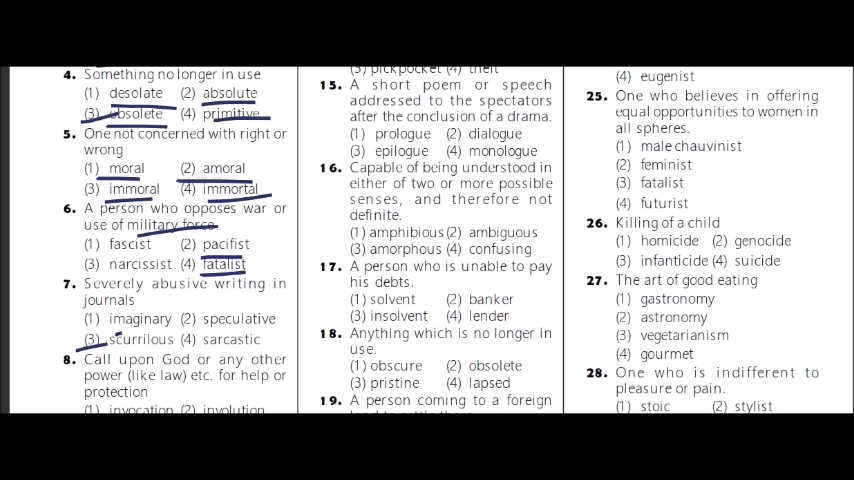 4. Something no longer in use
(1) desolate (2) absolute
(3) obsolete (4) primitive
5. One not concerned with right or
wrong
(1) moral (2) amoral
(3) immoral (4) immortal
6. A person who opposes war or
use of military force
(1) fascist (2) pacifist
(3) narcissist (4) fatalist
7. Severely abusive writing in
journals
(1) imaginary (2) speculative
(3) scurrilous (4) sarcastic
8. Call upon God or any other
power (like law) etc. for help or
protection
(1) invocation (2) involution
(3) pickpocket (4) theft
15. A short poem or speech
addressed to the spectators
after the conclusion of a drama.
(1) prologue (2) dialogue
(3) epilogue (4) monologue
16. Capable of being understood in
either of two or more possible
senses, and therefore not
definite.
(1) amphibious (2) ambiguous
(3) amorphous (4) confusing
17. A person who is unable to pay
his debts.
(1) solvent (2) banker
(3) insolvent (4) lender
18. Anything which is no longer in
use.
(1) obscure (2) obsolete
(3) pristine (4) lapsed
19. A person coming to a foreign
(4) eugenist
25. One who believes in offering
equal opportunities to women in
all spheres.
(1) male chauvinist
(2) feminist
(3) fatalist
(4) futurist
26. Killing of a child
(1) homicide (2) genocide
(3) infanticide (4) suicide
27. The art of good eating
(1) gastronomy
(2) astronomy
(3) vegetarianism
(4) gourmet
28. One who is indifferent to
pleasure or pain.
(1) stoic (2) stylist